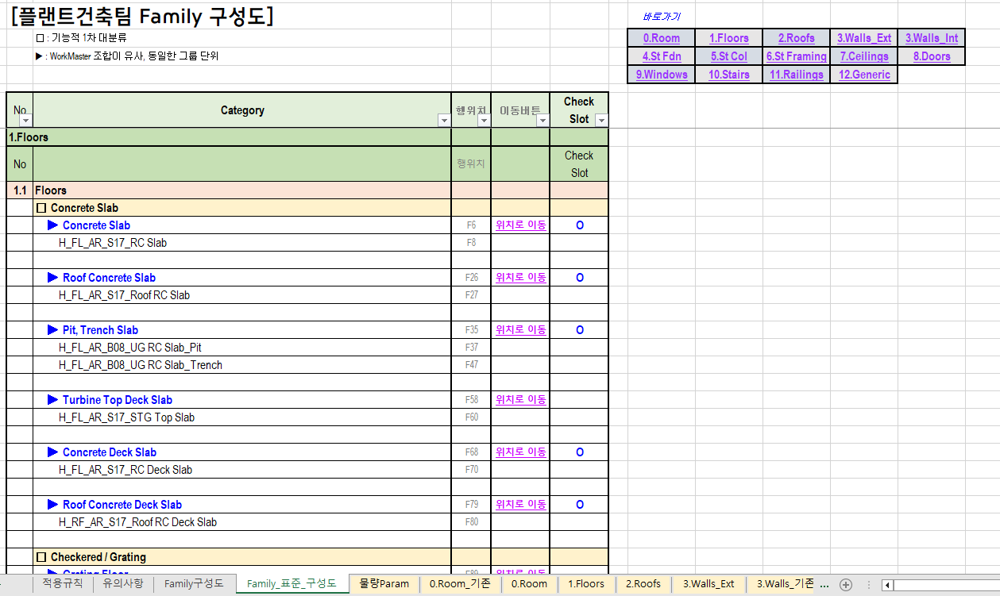 [플랜트건축팀 Family 구성도]
바로가기
□ : 기능적 1차 대분류
▶ : WorkMaster 조합이 유사, 동일한 그룹 단위
0.Room 1.Floors 2.Roofs 3.Walls_Ext 3.Walls_Int
4.St Fdn 5.St Col 6.St Framing 7.Ceilings 8.Doors
9.Windows 10.Stairs 11.Railings 12.Generic
No Category 행위치 이동버튼 Check Slot
1.Floors
No 행위치 Check Slot
1.1 Floors
□ Concrete Slab
▶ Concrete Slab F6 위치로 이동 O
H_FL_AR_S17_RC Slab F8
▶ Roof Concrete Slab F26 위치로 이동 O
H_FL_AR_S17_Roof RC Slab F27
▶ Pit, Trench Slab F35 위치로 이동 O
H_FL_AR_B08_UG RC Slab_Pit F37
H_FL_AR_B08_UG RC Slab_Trench F47
▶ Turbine Top Deck Slab F58 위치로 이동
H_FL_AR_S17_STG Top Slab F60
▶ Concrete Deck Slab F68 위치로 이동 O
H_FL_AR_S17_RC Deck Slab F70
▶ Roof Concrete Deck Slab F79 위치로 이동 O
H_RF_AR_S17_Roof RC Deck Slab F80
□ Checkered / Grating
▶ Grating Floor F89 위치로 이동
적용규칙 유의사항 Family구성도 Family_표준_구성도 물량Param 0.Room_기존 0.Room 1.Floors 2.Roofs 3.Walls_Ext 3.Walls_기존 ...